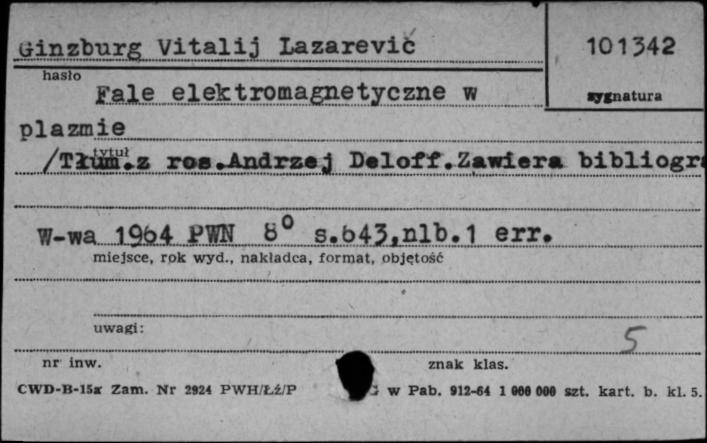 Ginzburg Vitalij Lazarevič
101342
hasło
Fale elektromagnetyczne w
sygnatura
plazmie
tytuł
/Tłum.z ros.Andrzej Deloff.Zawiera bibliogra
W-wa 1964 PWN 8° s.643,nlb.1 err.
miejsce, rok wyd., nakładca, format, objętość
uwagi:
5
nr inw.
znak klas.
CWD-B-15a Zam. Nr 2924 PWH/Łź/P G w Pab. 912-64 1 000 000 szt. kart. b. kl. 5.